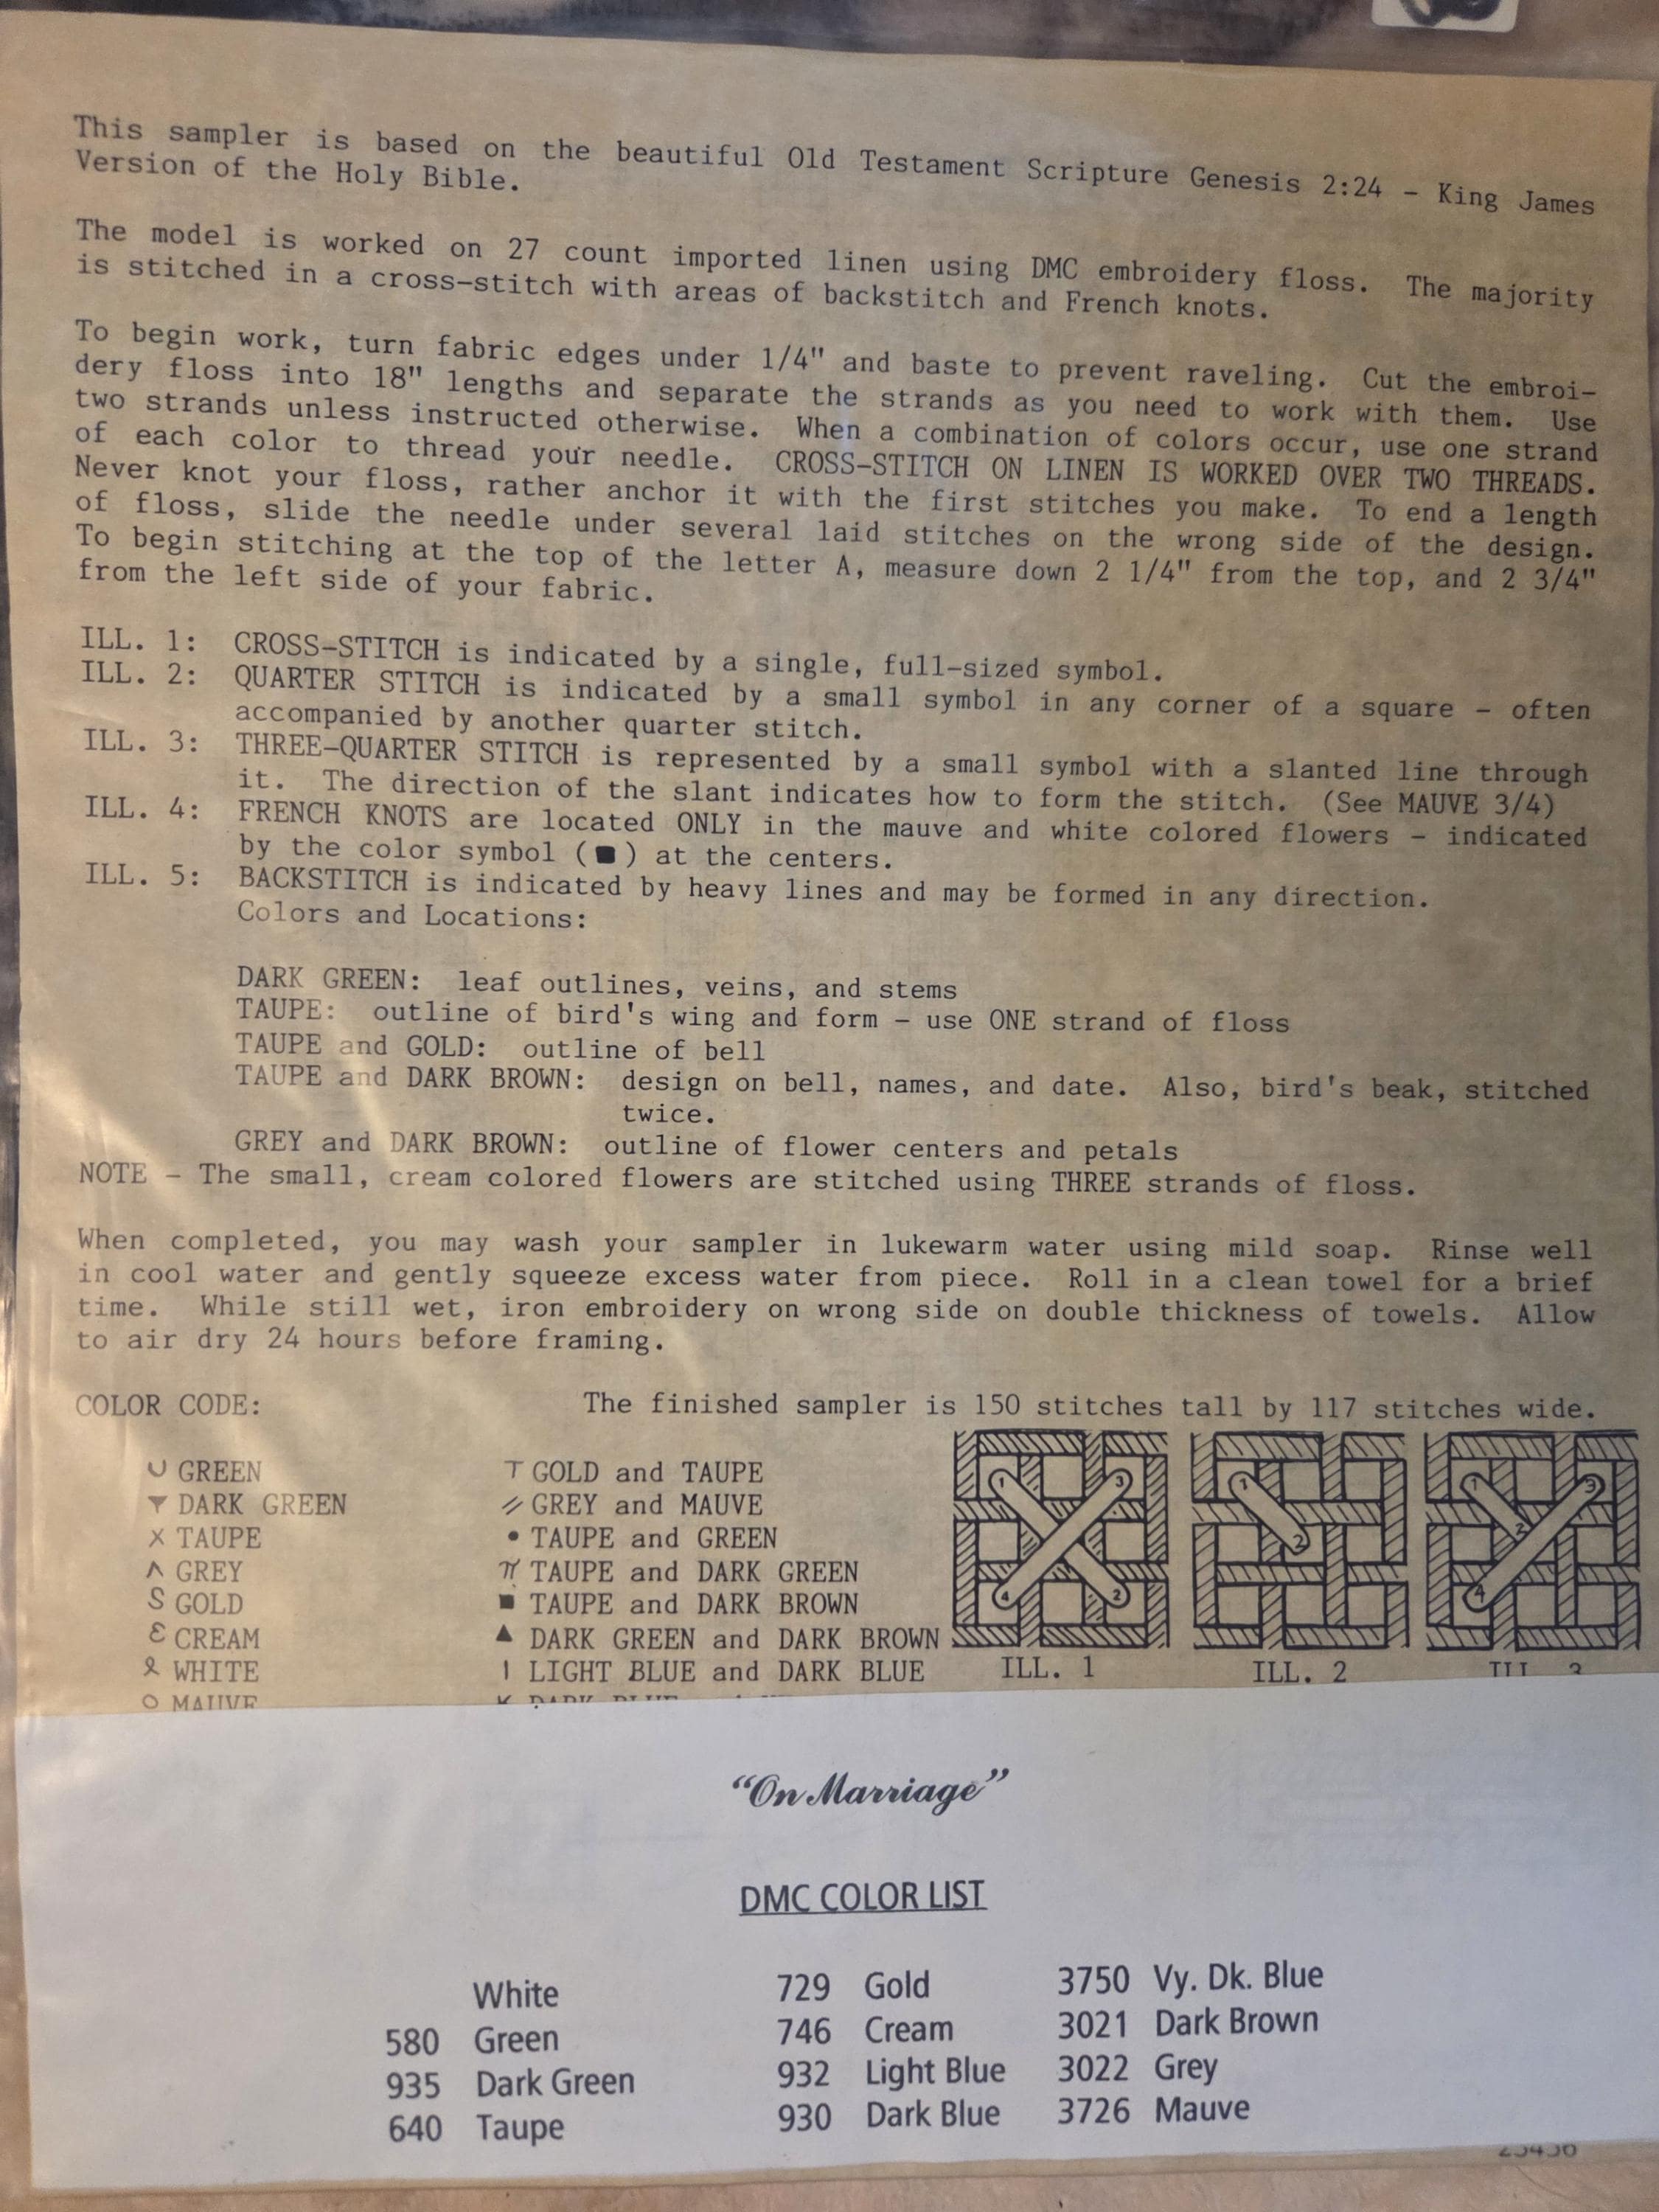 This sampler is based on the beautiful Old Testament Scripture Genesis 2:24 – King James
Version of the Holy Bible.
The model is worked on 27 count imported linen using DMC embroidery floss. The majority
is stitched in a cross-stitch with areas of backstitch and French knots.
To begin work, turn fabric edges under 1/4" and baste to prevent raveling. Cut the embroi-
dery floss into 18" lengths and separate the strands as you need to work with them. Use
two strands unless instructed otherwise. When a combination of colors occur, use one strand
of each color to thread your needle. CROSS-STITCH ON LINEN IS WORKED OVER TWO THREADS.
Never knot your floss, rather anchor it with the first stitches you make. To end a length
of floss, slide the needle under several laid stitches on the wrong side of the design.
To begin stitching at the top of the letter A, measure down 2 1/4" from the top, and 2 3/4"
from the left side of your fabric.
ILL. 1: CROSS-STITCH is indicated by a single, full-sized symbol.
ILL. 2: QUARTER STITCH is indicated by a small symbol in any corner of a square – often
accompanied by another quarter stitch.
ILL. 3: THREE-QUARTER STITCH is represented by a small symbol with a slanted line through
it. The direction of the slant indicates how to form the stitch. (See MAUVE 3/4)
ILL. 4: FRENCH KNOTS are located ONLY in the mauve and white colored flowers – indicated
by the color symbol (■) at the centers.
ILL. 5: BACKSTITCH is indicated by heavy lines and may be formed in any direction.
Colors and Locations:
DARK GREEN: leaf outlines, veins, and stems
TAUPE: outline of bird's wing and form – use ONE strand of floss
TAUPE and GOLD: outline of bell
TAUPE and DARK BROWN: design on bell, names, and date. Also, bird's beak, stitched
twice.
GREY and DARK BROWN: outline of flower centers and petals
NOTE – The small, cream colored flowers are stitched using THREE strands of floss.
When completed, you may wash your sampler in lukewarm water using mild soap. Rinse well
in cool water and gently squeeze excess water from piece. Roll in a clean towel for a brief
time. While still wet, iron embroidery on wrong side on double thickness of towels. Allow
to air dry 24 hours before framing.
COLOR CODE: The finished sampler is 150 stitches tall by 117 stitches wide.
GREEN
DARK GREEN
X TAUPE
GREY
S GOLD
CREAM
WHITE
O MAUVE
T GOLD and TAUPE
// GREY and MAUVE
• TAUPE and GREEN
π TAUPE and DARK GREEN
■ TAUPE and DARK BROWN
▲ DARK GREEN and DARK BROWN
I LIGHT BLUE and DARK BLUE
K DARK BLUE
1 3 4 2
ILL. 1
1 2
ILL. 2
1 3 2 4
ILL. 3
"On Marriage"
DMC COLOR LIST
White
580 Green
935 Dark Green
640 Taupe
729 Gold
746 Cream
932 Light Blue
930 Dark Blue
3750 Vy. Dk. Blue
3021 Dark Brown
3022 Grey
3726 Mauve